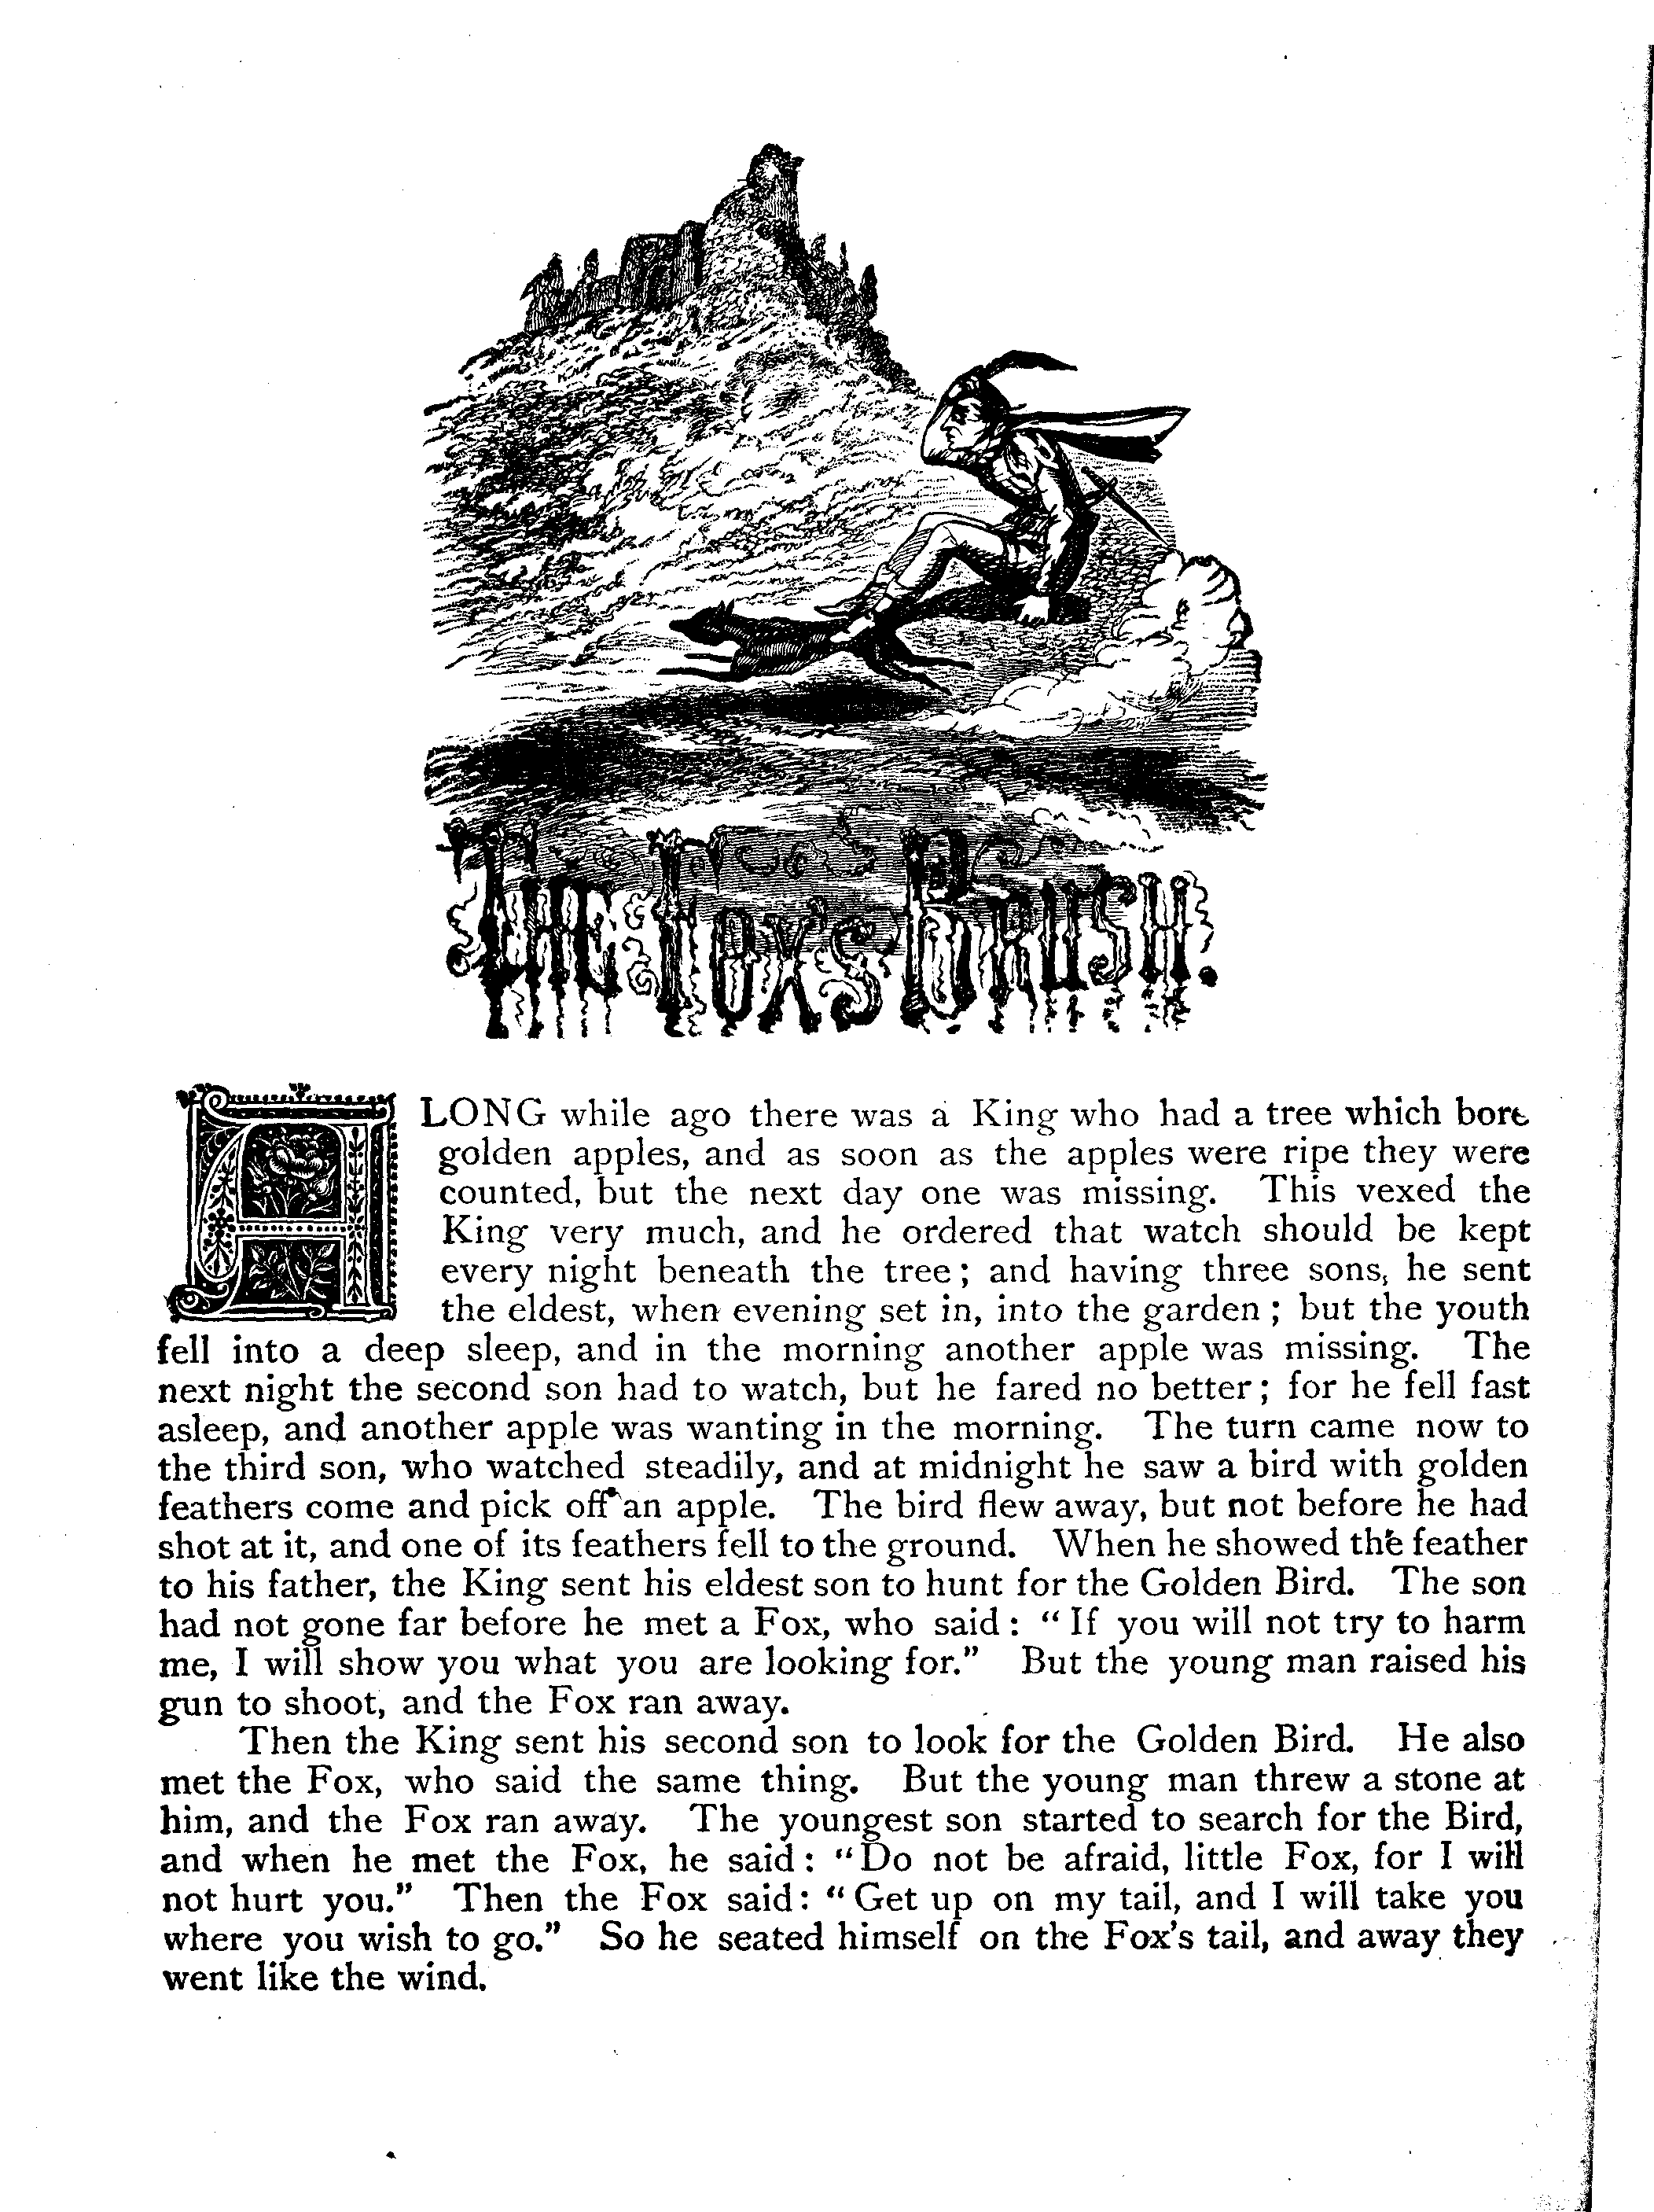 THE FOX'S BRUSH.
A LONG while ago there was a King who had a tree which bore
golden apples, and as soon as the apples were ripe they were
counted, but the next day one was missing. This vexed the
King very much, and he ordered that watch should be kept
every night beneath the tree; and having three sons, he sent
the eldest, when evening set in, into the garden; but the youth
fell into a deep sleep, and in the morning another apple was missing. The
next night the second son had to watch, but he fared no better; for he fell fast
asleep, and another apple was wanting in the morning. The turn came now to
the third son, who watched steadily, and at midnight he saw a bird with golden
feathers come and pick off an apple. The bird flew away, but not before he had
shot at it, and one of its feathers fell to the ground. When he showed the feather
to his father, the King sent his eldest son to hunt for the Golden Bird. The son
had not gone far before he met a Fox, who said: "If you will not try to harm
me, I will show you what you are looking for." But the young man raised his
gun to shoot, and the Fox ran away.
Then the King sent his second son to look for the Golden Bird. He also
met the Fox, who said the same thing. But the young man threw a stone at
him, and the Fox ran away. The youngest son started to search for the Bird,
and when he met the Fox, he said: "Do not be afraid, little Fox, for I will
not hurt you." Then the Fox said: "Get up on my tail, and I will take you
where you wish to go." So he seated himself on the Fox's tail, and away they
went like the wind.